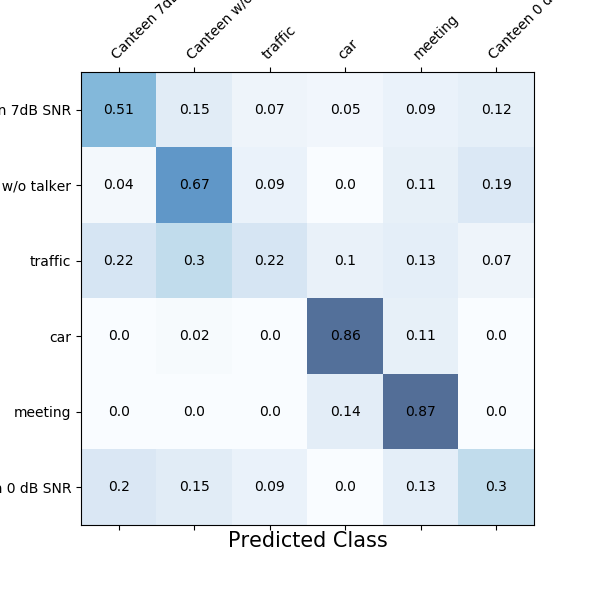 Canteen 7dB
Canteen w/o
traffic
car
meeting
Canteen 0 d
n 7dB SNR 0.51 0.15 0.07 0.05 0.09 0.12
w/o talker 0.04 0.67 0.09 0.0 0.11 0.19
traffic 0.22 0.3 0.22 0.1 0.13 0.07
car 0.0 0.02 0.0 0.86 0.11 0.0
meeting 0.0 0.0 0.0 0.14 0.87 0.0
0 dB SNR 0.2 0.15 0.09 0.0 0.13 0.3
Predicted Class